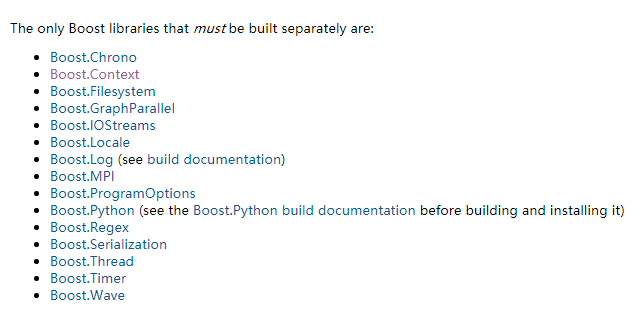 The only Boost libraries that must be built separately are:
Boost.Chrono
Boost.Context
Boost.Filesystem
Boost.GraphParallel
Boost.IOStreams
Boost.Locale
Boost.Log (see build documentation)
Boost.MPI
Boost.ProgramOptions
Boost.Python (see the Boost.Python build documentation before building and installing it)
Boost.Regex
Boost.Serialization
Boost.Thread
Boost.Timer
Boost.Wave